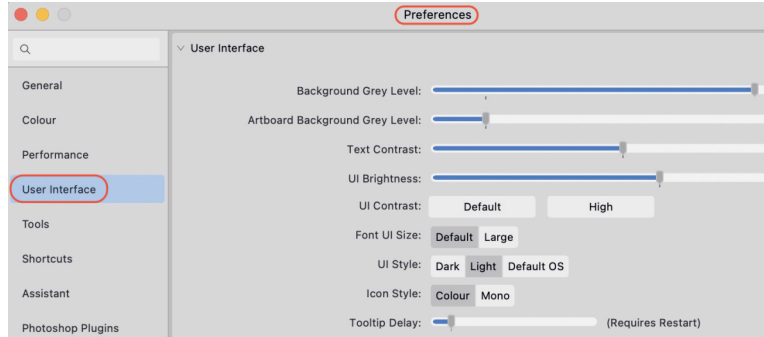 Preferences
User Interface
General
Colour
Performance
User Interface
Tools
Shortcuts
Assistant
Photoshop Plugins
Background Grey Level:
Artboard Background Grey Level:
Text Contrast:
UI Brightness:
UI Contrast: Default High
Font UI Size: Default Large
UI Style: Dark Light Default OS
Icon Style: Colour Mono
Tooltip Delay: (Requires Restart)